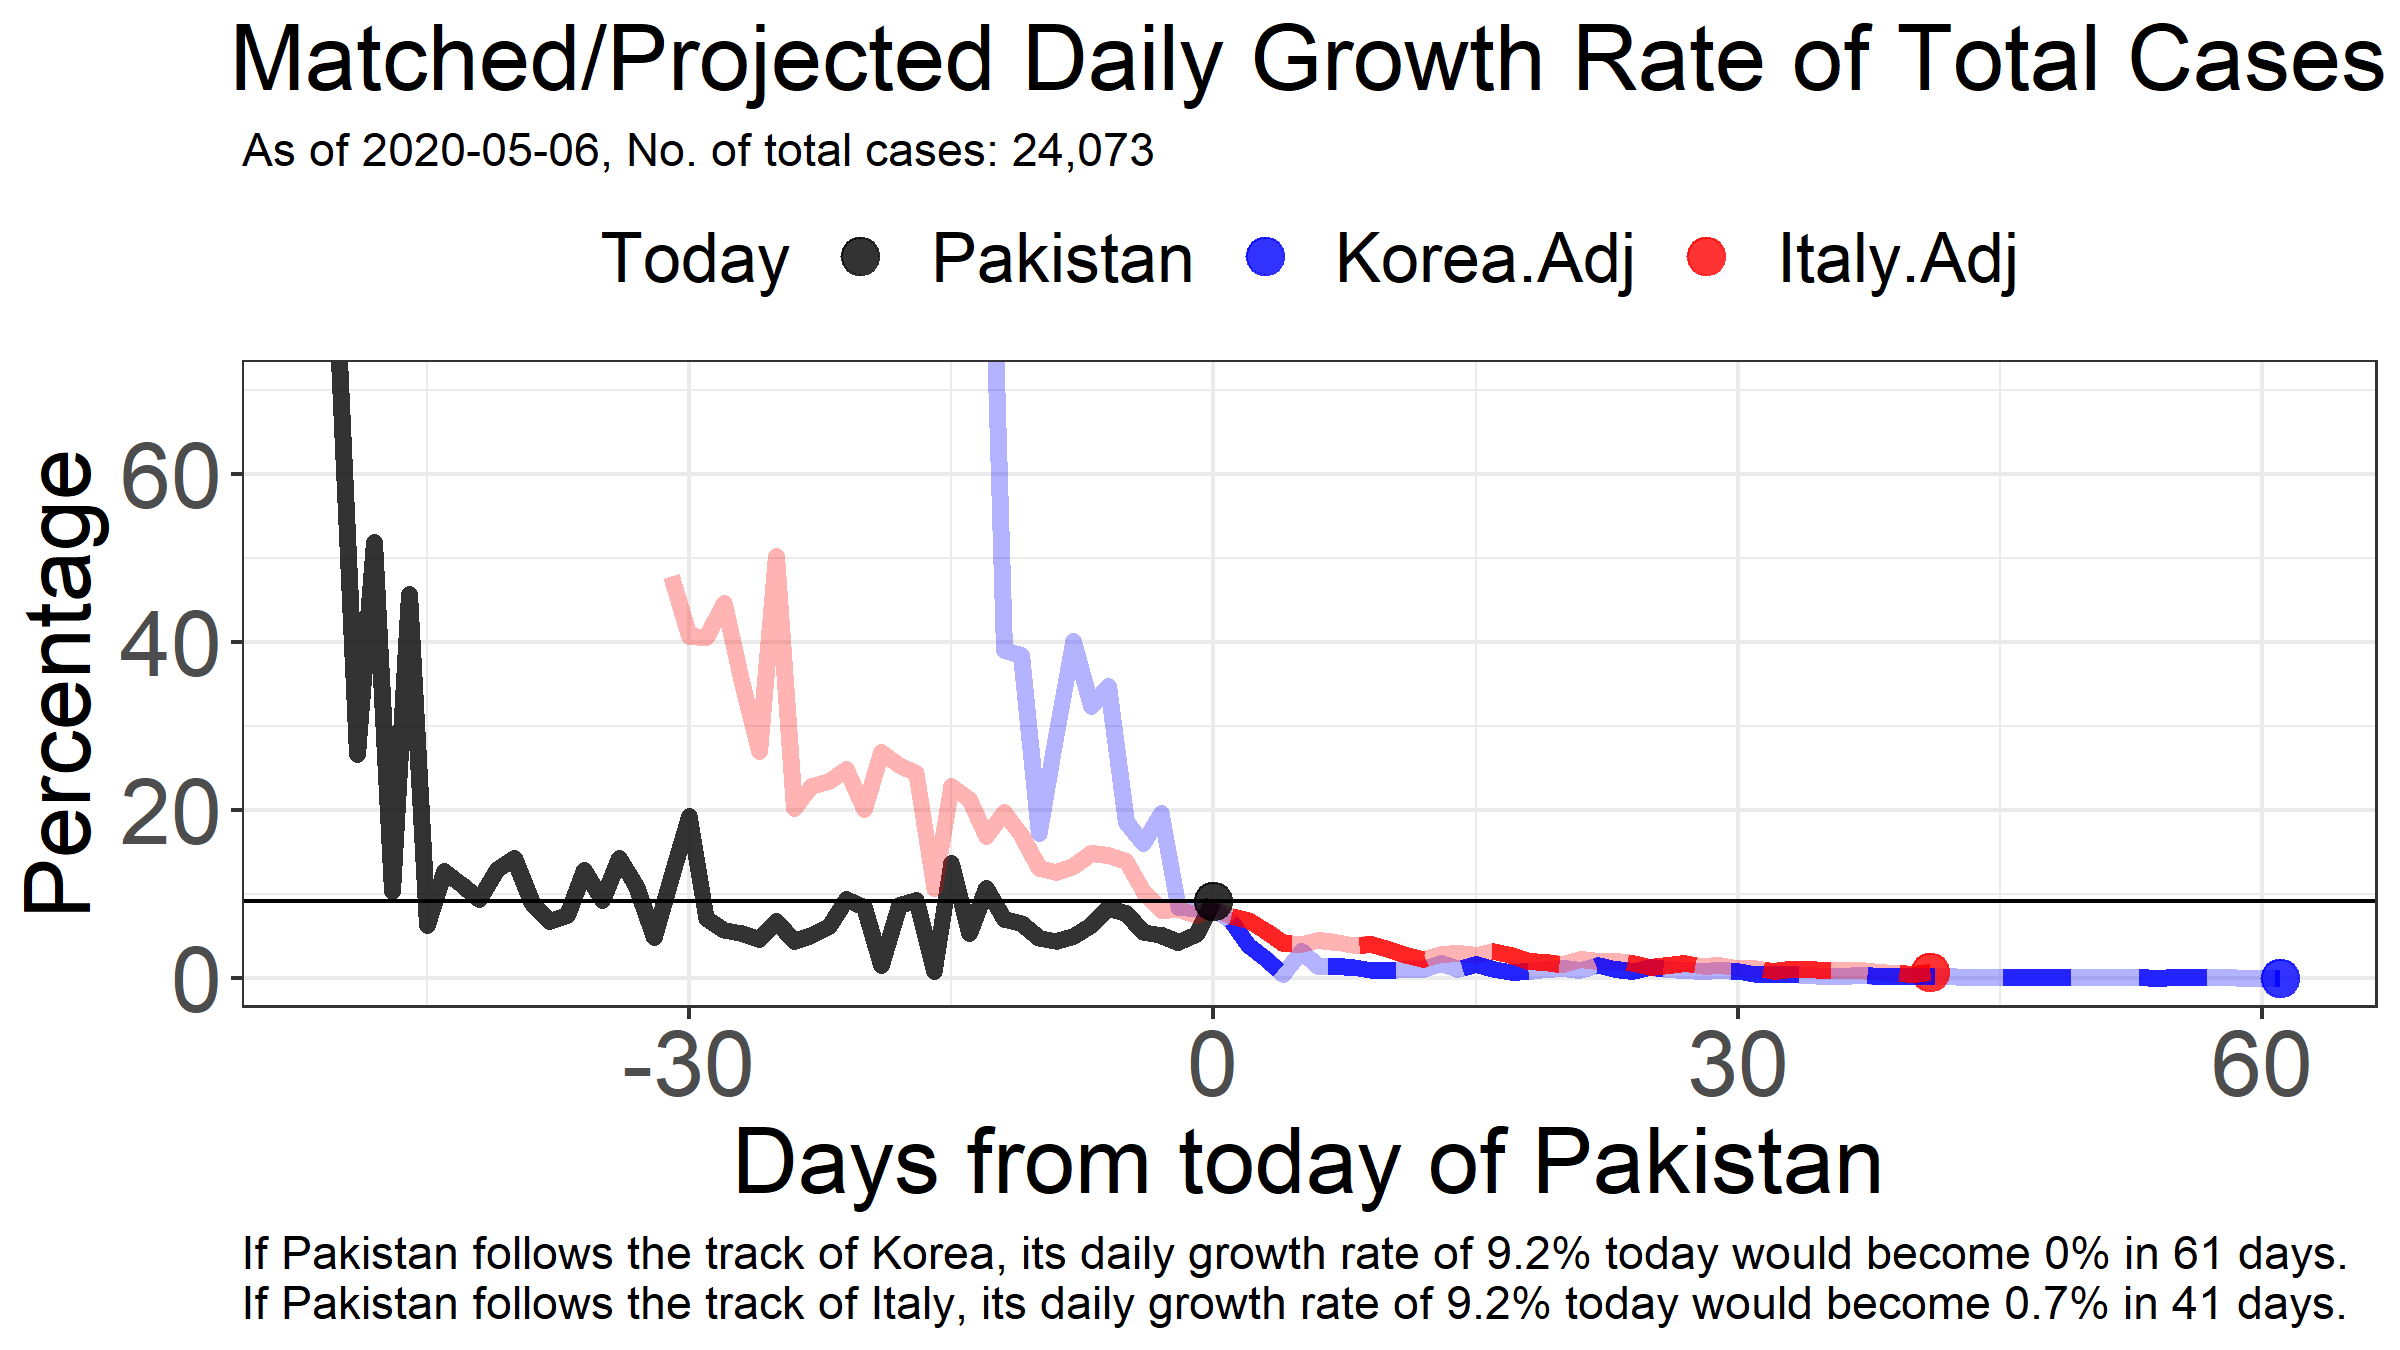 Matched/Projected Daily Growth Rate of Total Cases
As of 2020-05-06, No. of total cases: 24,073
Today Pakistan Korea.Adj Italy.Adj
Percentage
60
40
20
0
-30 0 30 60
Days from today of Pakistan
If Pakistan follows the track of Korea, its daily growth rate of 9.2% today would become 0% in 61 days.
If Pakistan follows the track of Italy, its daily growth rate of 9.2% today would become 0.7% in 41 days.